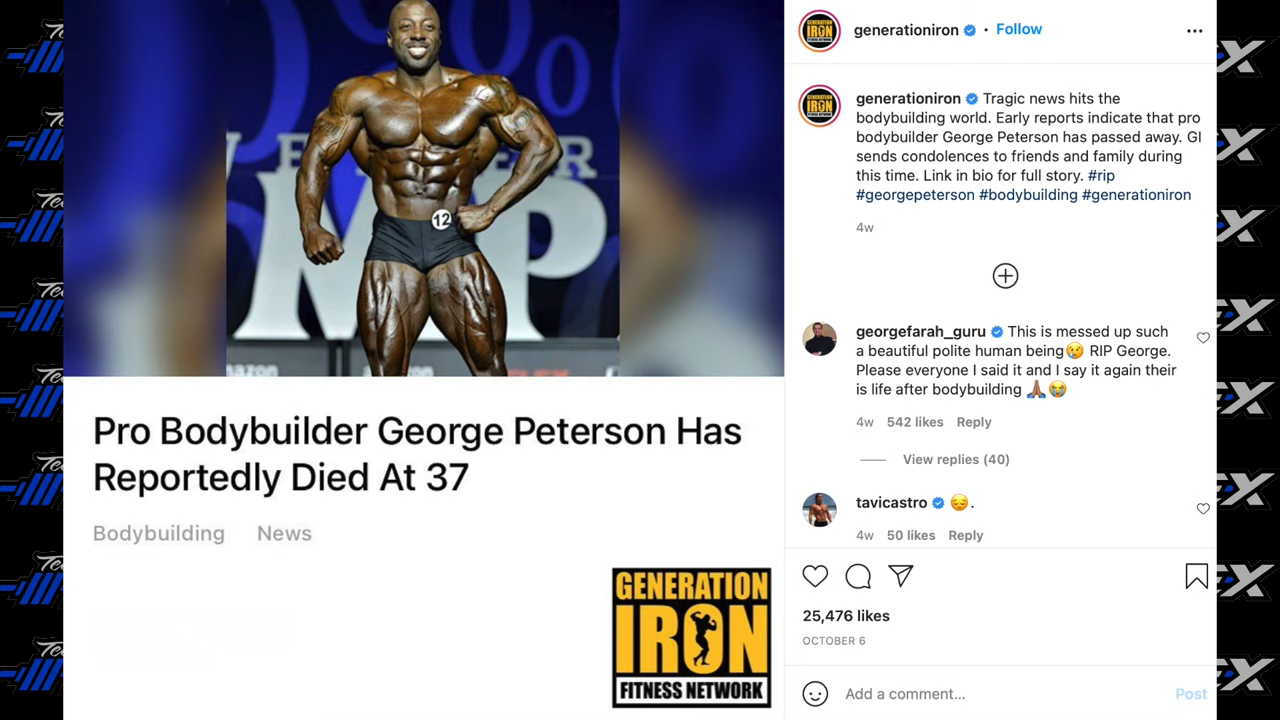 generationiron • Follow
generationiron Tragic news hits the
bodybuilding world. Early reports indicate that pro
bodybuilder George Peterson has passed away. GI
sends condolences to friends and family during
this time. Link in bio for full story. #rip
#georgepeterson #bodybuilding #generationiron
4w
georgefarah_guru This is messed up such
a beautiful polite human being😢 RIP George.
Please everyone I said it and I say it again their
is life after bodybuilding 🙏🏽😭
4w 542 likes Reply
View replies (40)
tavicastro 😔.
4w 50 likes Reply
25,476 likes
OCTOBER 6
Add a comment... Post
12
Pro Bodybuilder George Peterson Has
Reportedly Died At 37
Bodybuilding News
GENERATION
IRON
FITNESS NETWORK